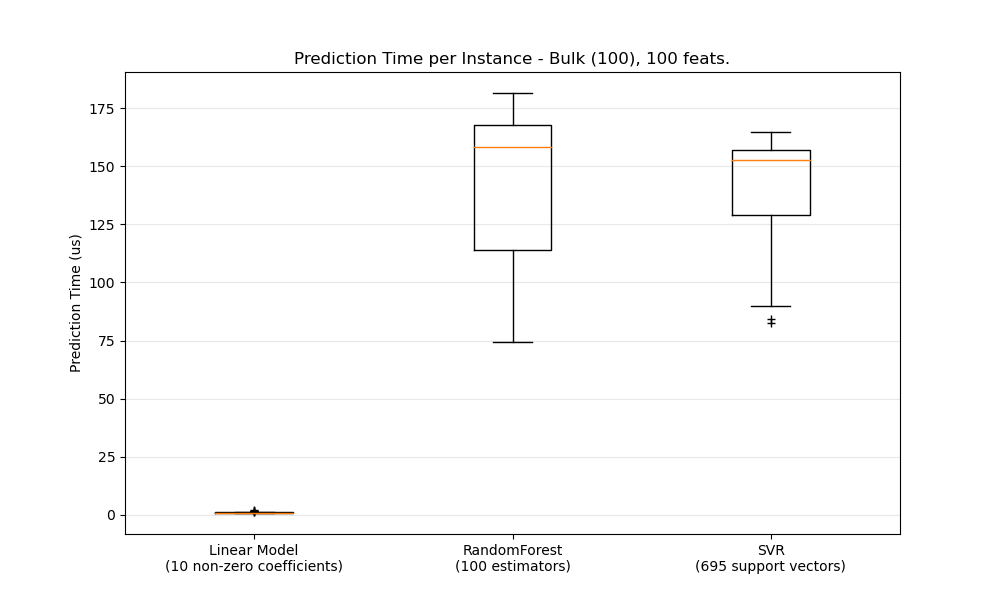 Prediction Time per Instance - Bulk (100), 100 feats.
Prediction Time (us)
175
150
125
100
75
50
25
0
Linear Model
(10 non-zero coefficients)
RandomForest
(100 estimators)
SVR
(695 support vectors)